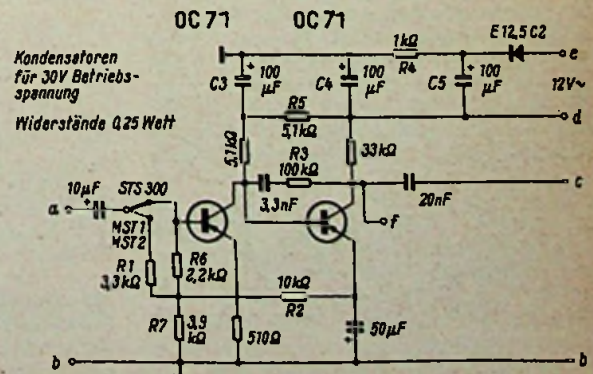 OC 71
OC 71
Kondensatoren
für 30V Betriebs-
spannung
Widerstände 0,25 Watt
1kΩ
R4
E 12,5 C2
e
C3
+
100
µF
C4
+
100
µF
C5
+
100
µF
12V~
R5
5,1kΩ
d
5,1kΩ
R3
100kΩ
33kΩ
3,3nF
20nF
c
f
10µF
+
a
STS 300
MST1
MST2
R1
3,3kΩ
R6
2,2kΩ
10kΩ
R2
R7
3,9
kΩ
510Ω
+
50µF
b
b